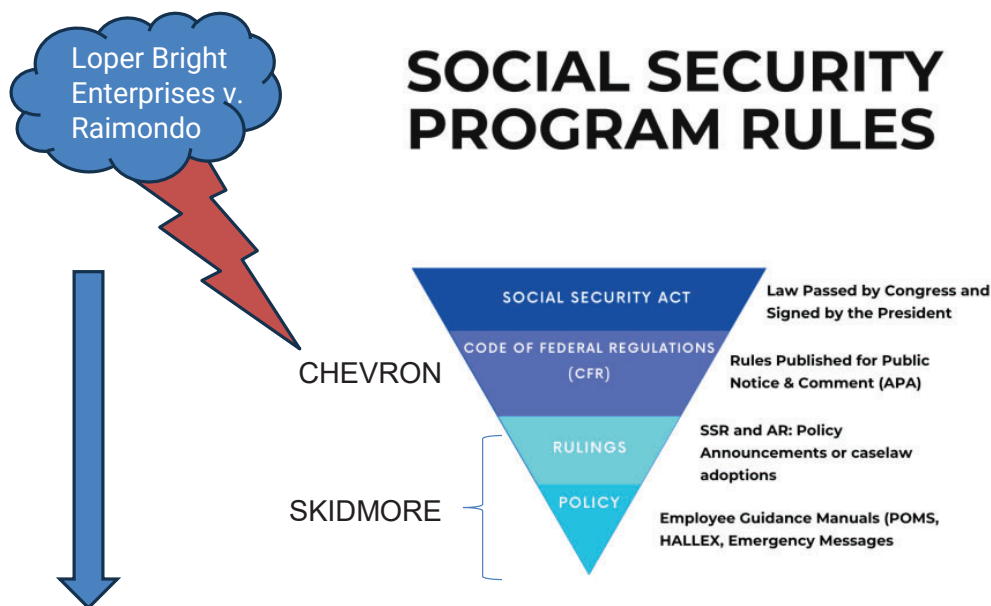 Loper Bright
Enterprises v.
Raimondo
SOCIAL SECURITY
PROGRAM RULES
SOCIAL SECURITY ACT
Law Passed by Congress and
Signed by the President
CHEVRON
CODE OF FEDERAL REGULATIONS
(CFR)
Rules Published for Public
Notice & Comment (APA)
RULINGS
SSR and AR: Policy
Announcements or caselaw
adoptions
SKIDMORE
POLICY
Employee Guidance Manuals (POMS,
HALLEX, Emergency Messages